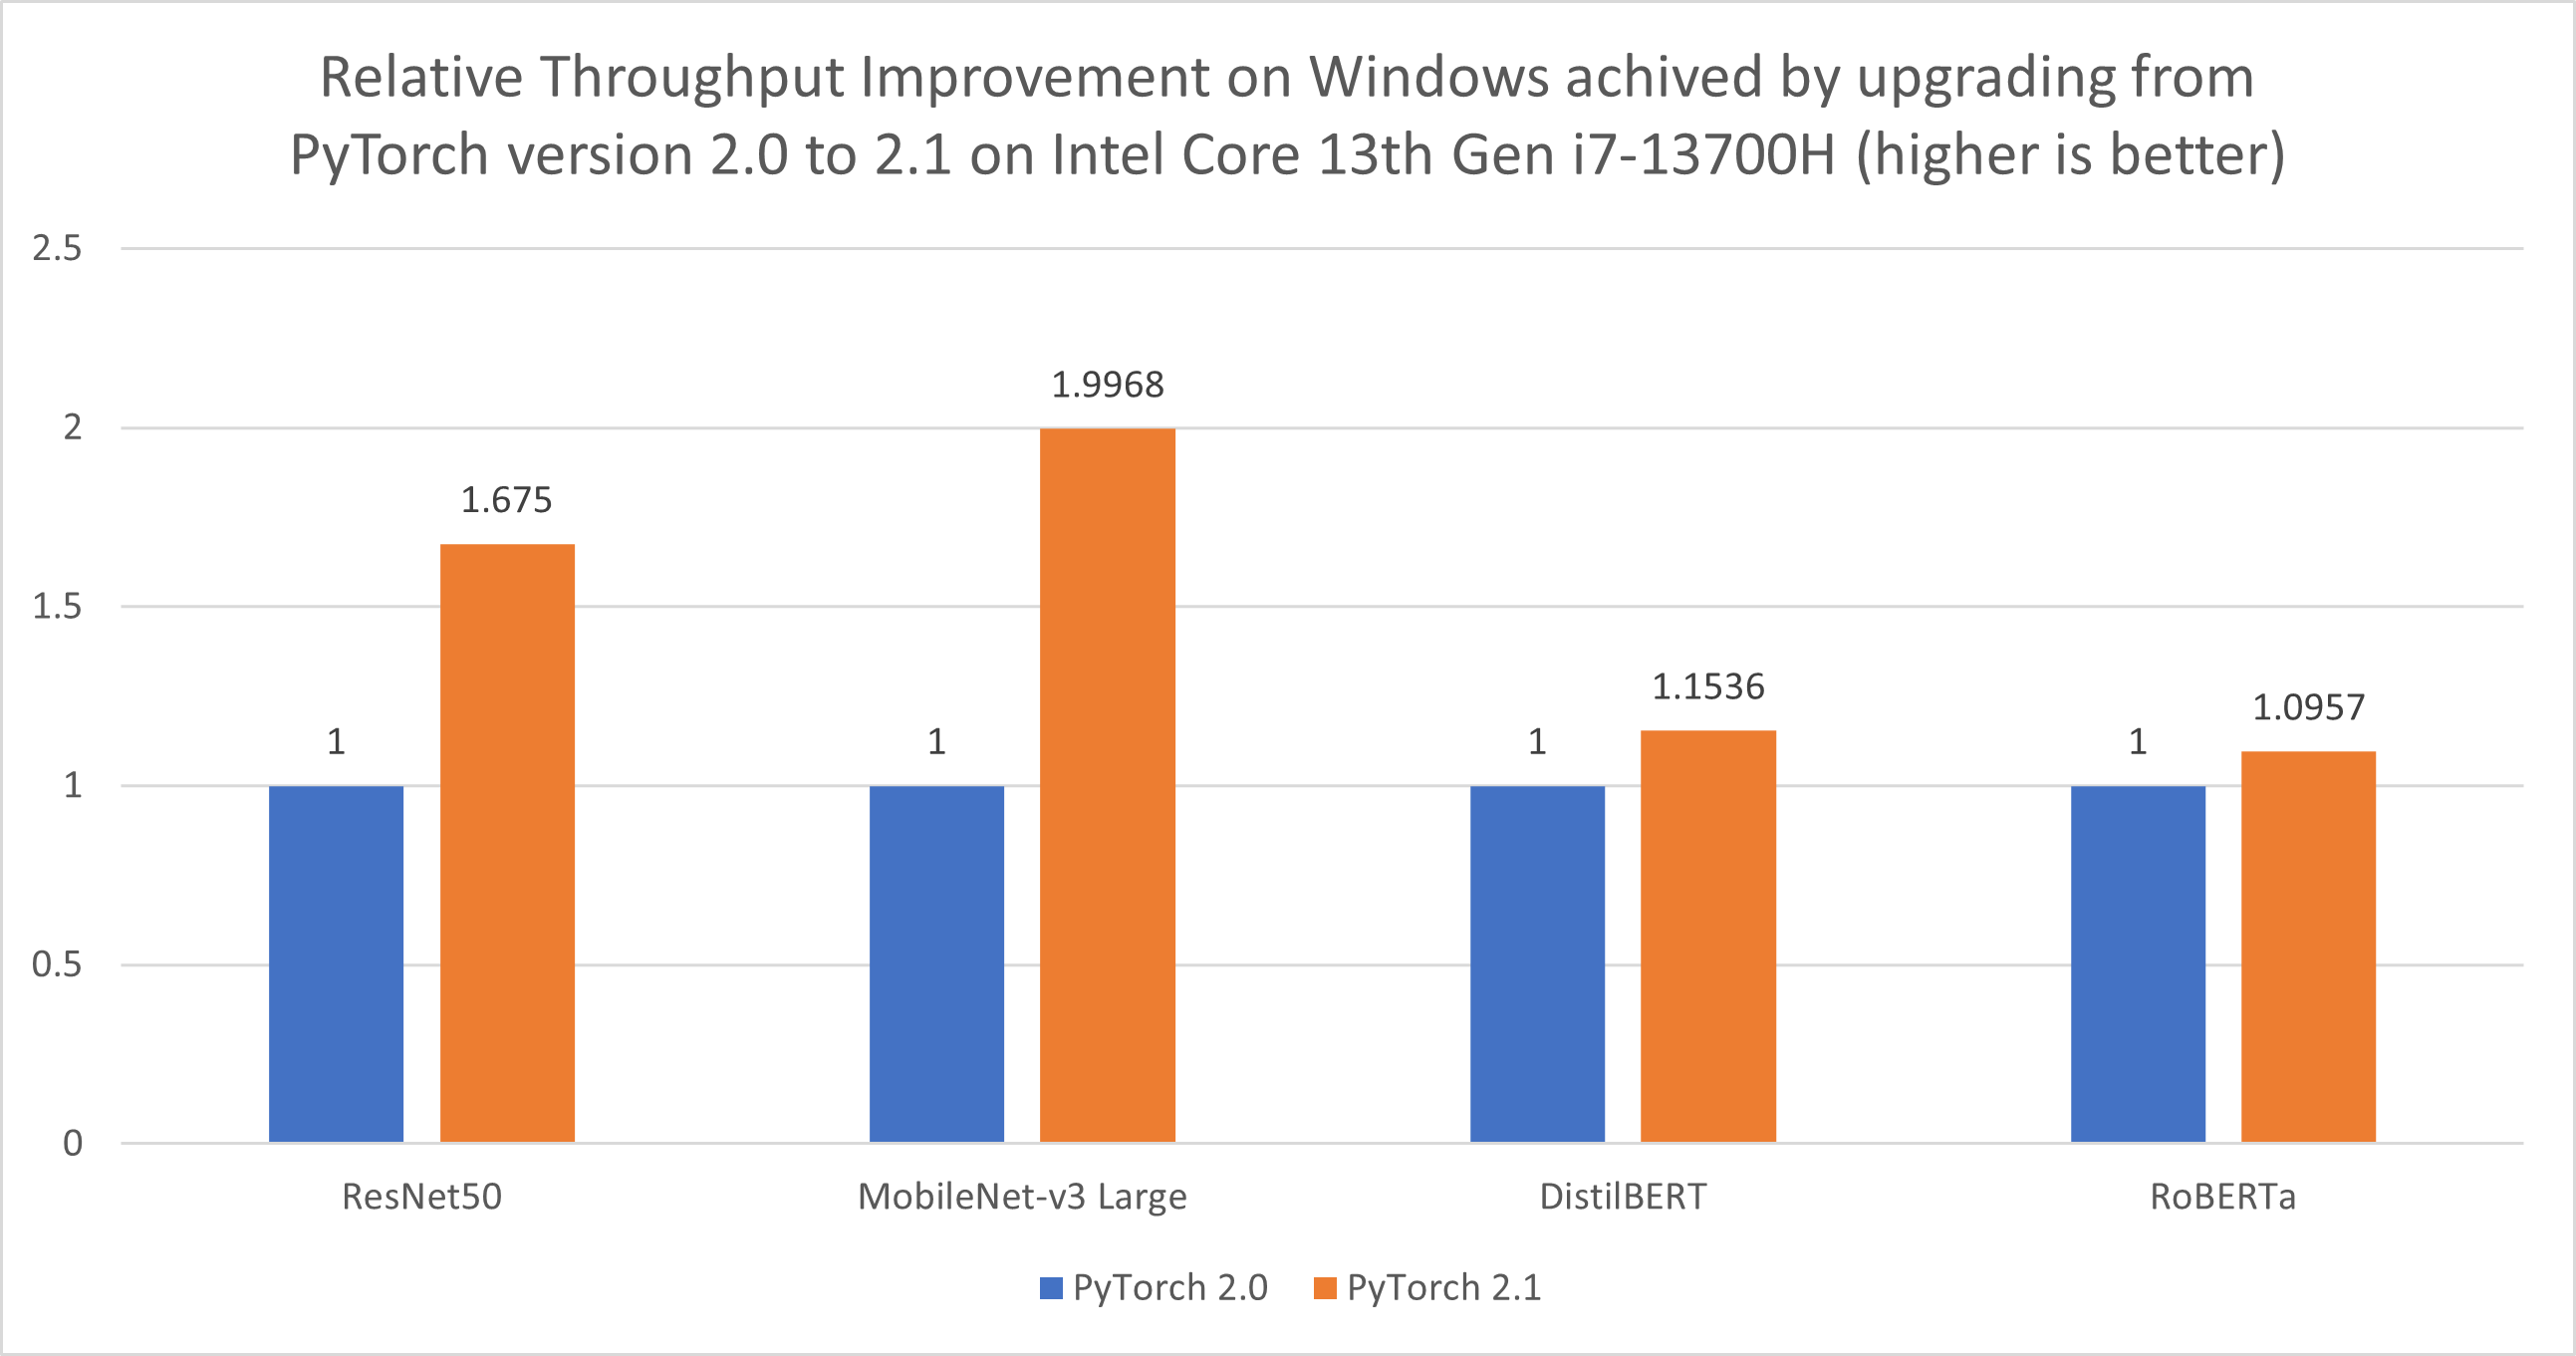 Relative Throughput Improvement on Windows achived by upgrading from
PyTorch version 2.0 to 2.1 on Intel Core 13th Gen i7-13700H (higher is better)
2.5
2
1.5
1
0.5
0
1
1.675
1
1.9968
1
1.1536
1
1.0957
ResNet50
MobileNet-v3 Large
DistilBERT
RoBERTa
PyTorch 2.0
PyTorch 2.1